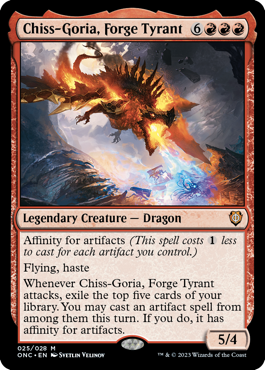 Chiss-Goria, Forge Tyrant 6
Legendary Creature — Dragon
Affinity for artifacts (This spell costs 1 less
to cast for each artifact you control.)
Flying, haste
Whenever Chiss-Goria, Forge Tyrant
attacks, exile the top five cards of your
library. You may cast an artifact spell from
among them this turn. If you do, it has
affinity for artifacts.
5/4
025/028 M
ONC • EN Svetlin Velinov
™ & © 2023 Wizards of the Coast